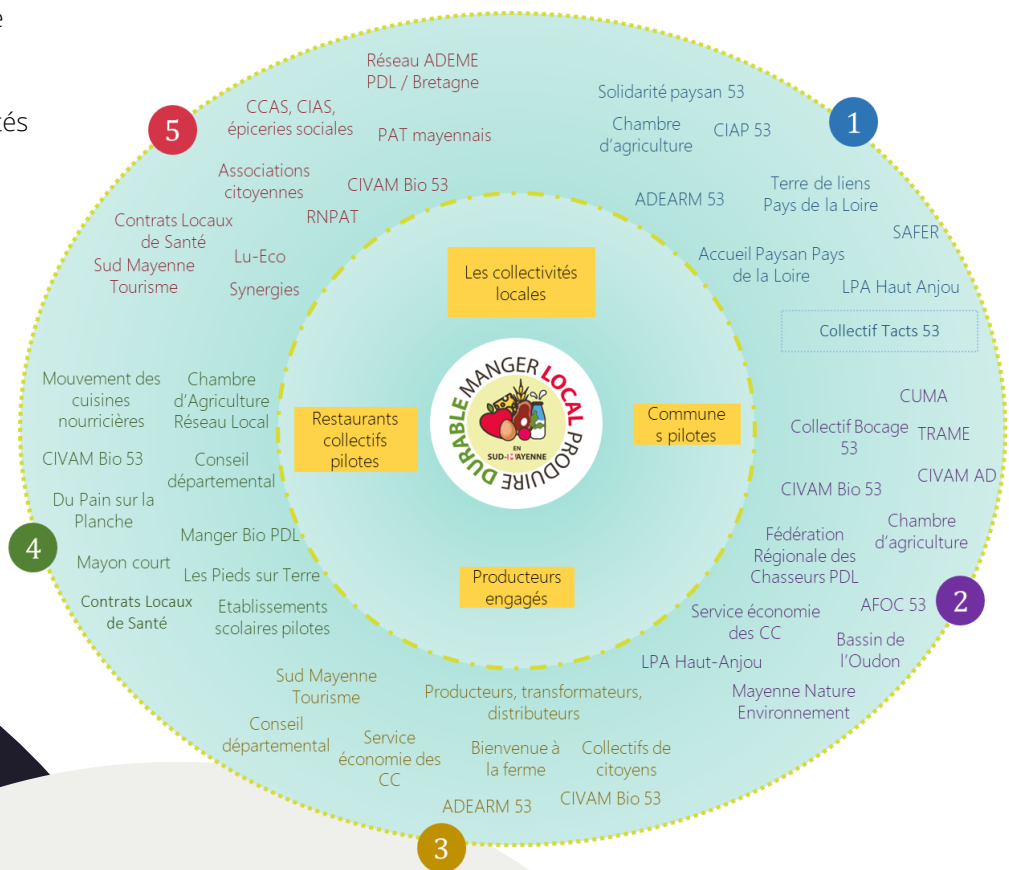 e
és
5
Réseau ADEME
PDL / Bretagne
CCAS, CIAS,
épiceries sociales
PAT mayennais
Associations
citoyennes
CIVAM Bio 53
RNPAT
Contrats Locaux
de Santé
Lu-Eco
Sud Mayenne
Tourisme
Synergies
1
Solidarité paysan 53
Chambre
d'agriculture
CIAP 53
ADEARM 53
Terre de liens
Pays de la Loire
SAFER
Accueil Paysan Pays
de la Loire
LPA Haut Anjou
Collectif Tacts 53
Les collectivités
locales
Restaurants
collectifs
pilotes
MANGER LOCAL PRODUIRE DURABLE
EN
SUD-MAYENNE
Commune
s pilotes
Producteurs
engagés
CUMA
Collectif Bocage
53
TRAME
CIVAM AD
CIVAM Bio 53
Chambre
d'agriculture
Fédération
Régionale des
Chasseurs PDL
AFOC 53
2
Service économie
des CC
Bassin de
l'Oudon
LPA Haut-Anjou
Mayenne Nature
Environnement
Mouvement des
cuisines
nourricières
Chambre
d'Agriculture
Réseau Local
CIVAM Bio 53
Conseil
départemental
Du Pain sur la
Planche
Manger Bio PDL
4
Mayon court
Les Pieds sur Terre
Contrats Locaux
de Santé
Etablissements
scolaires pilotes
Sud Mayenne
Tourisme
Producteurs, transformateurs,
distributeurs
Conseil
départemental
Service
économie des
CC
Bienvenue à
la ferme
Collectifs de
citoyens
ADEARM 53
CIVAM Bio 53
3